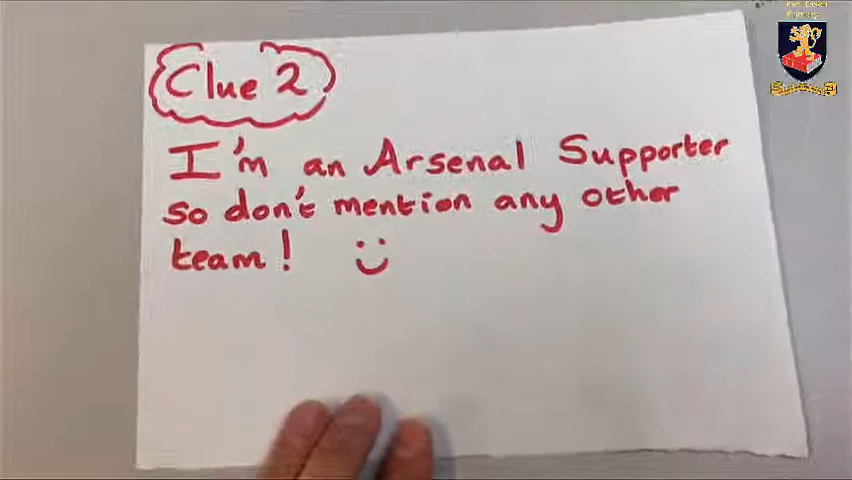 Clue 2
I'm an Arsenal Supporter
so don't mention any other
team!